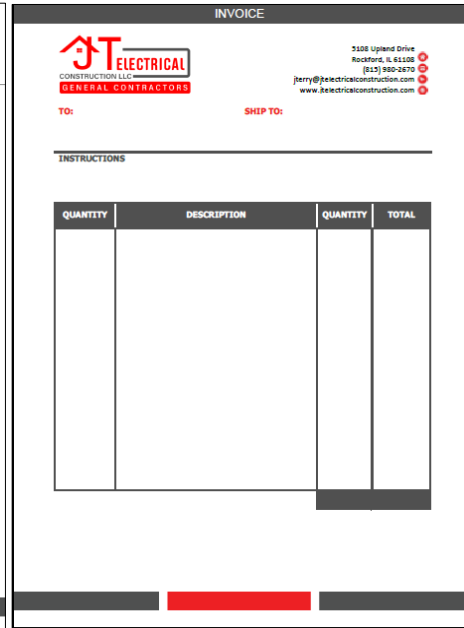 INVOICE
JT ELECTRICAL
CONSTRUCTION LLC
GENERAL CONTRACTORS
5108 Upland Drive
Rockford, IL 61108
(815) 980-2670
jterry@jtelectricalconstruction.com
www.jtelectricalconstruction.com
TO: SHIP TO:
INSTRUCTIONS
QUANTITY DESCRIPTION QUANTITY TOTAL